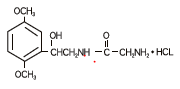 OCH₃
OH O
CHCH₂NH C CH₂NH₂ • HCL
OCH₃